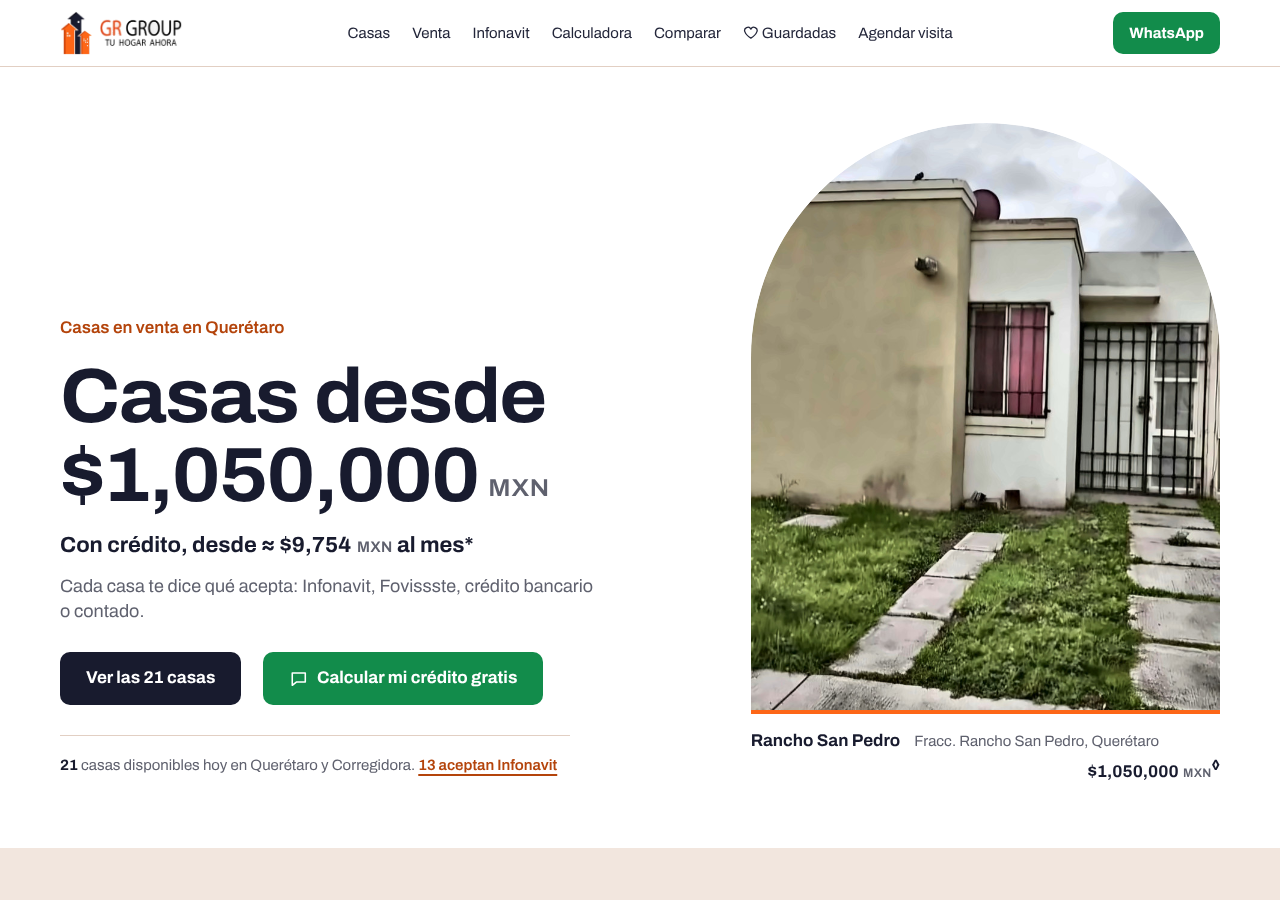 GR GROUP
TU HOGAR AHORA
Casas Venta Infonavit Calculadora Comparar Guardadas Agendar visita
WhatsApp
Casas en venta en Querétaro
Casas desde
$1,050,000 MXN
Con crédito, desde ≈ $9,754 MXN al mes*
Cada casa te dice qué acepta: Infonavit, Fovissste, crédito bancario
o contado.
Ver las 21 casas
Calcular mi crédito gratis
21 casas disponibles hoy en Querétaro y Corregidora. 13 aceptan Infonavit
Rancho San Pedro Fracc. Rancho San Pedro, Querétaro
$1,050,000 MXN◊